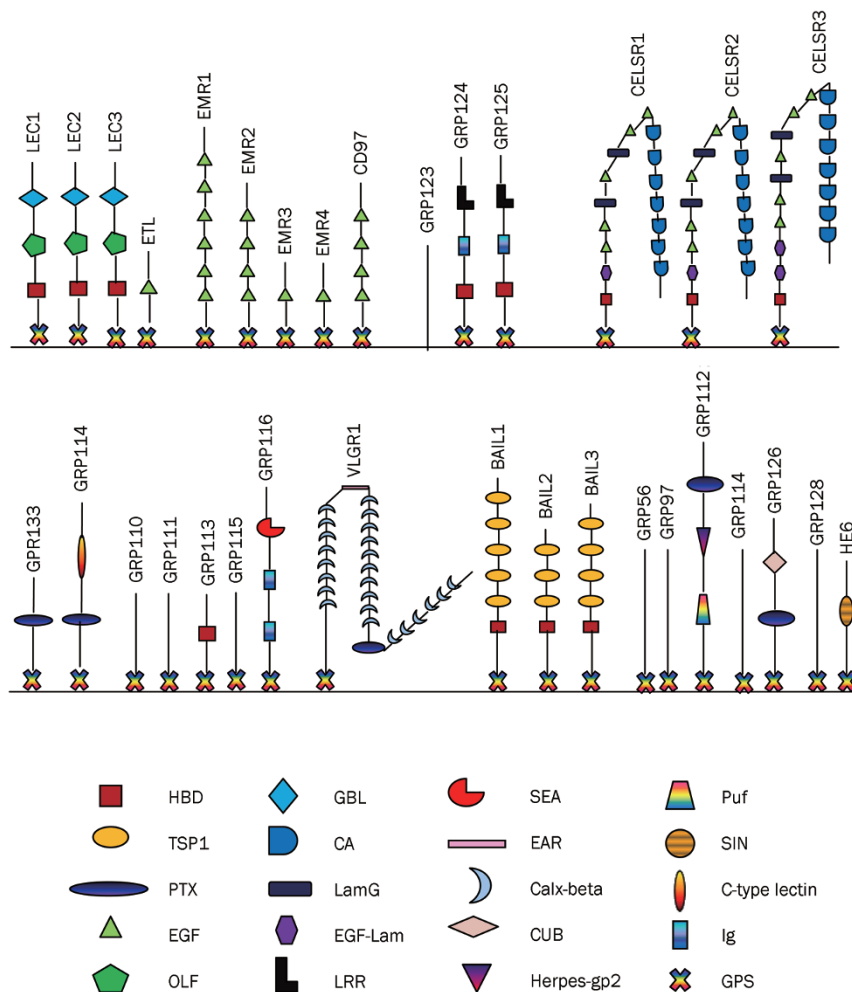 LEC1
LEC2
LEC3
ETL
EMR1
EMR2
EMR3
EMR4
CD97
GRP123
GRP124
GRP125
CELSR1
CELSR2
CELSR3
GPR133
GRP114
GRP110
GRP111
GRP113
GRP115
GRP116
VLGR1
BAIL1
BAIL2
BAIL3
GRP56
GRP97
GRP112
GRP114
GRP126
GRP128
HE6
HBD
GBL
SEA
Puf
TSP1
CA
EAR
SIN
PTX
LamG
Calx-beta
C-type lectin
EGF
EGF-Lam
CUB
Ig
OLF
LRR
Herpes-gp2
GPS